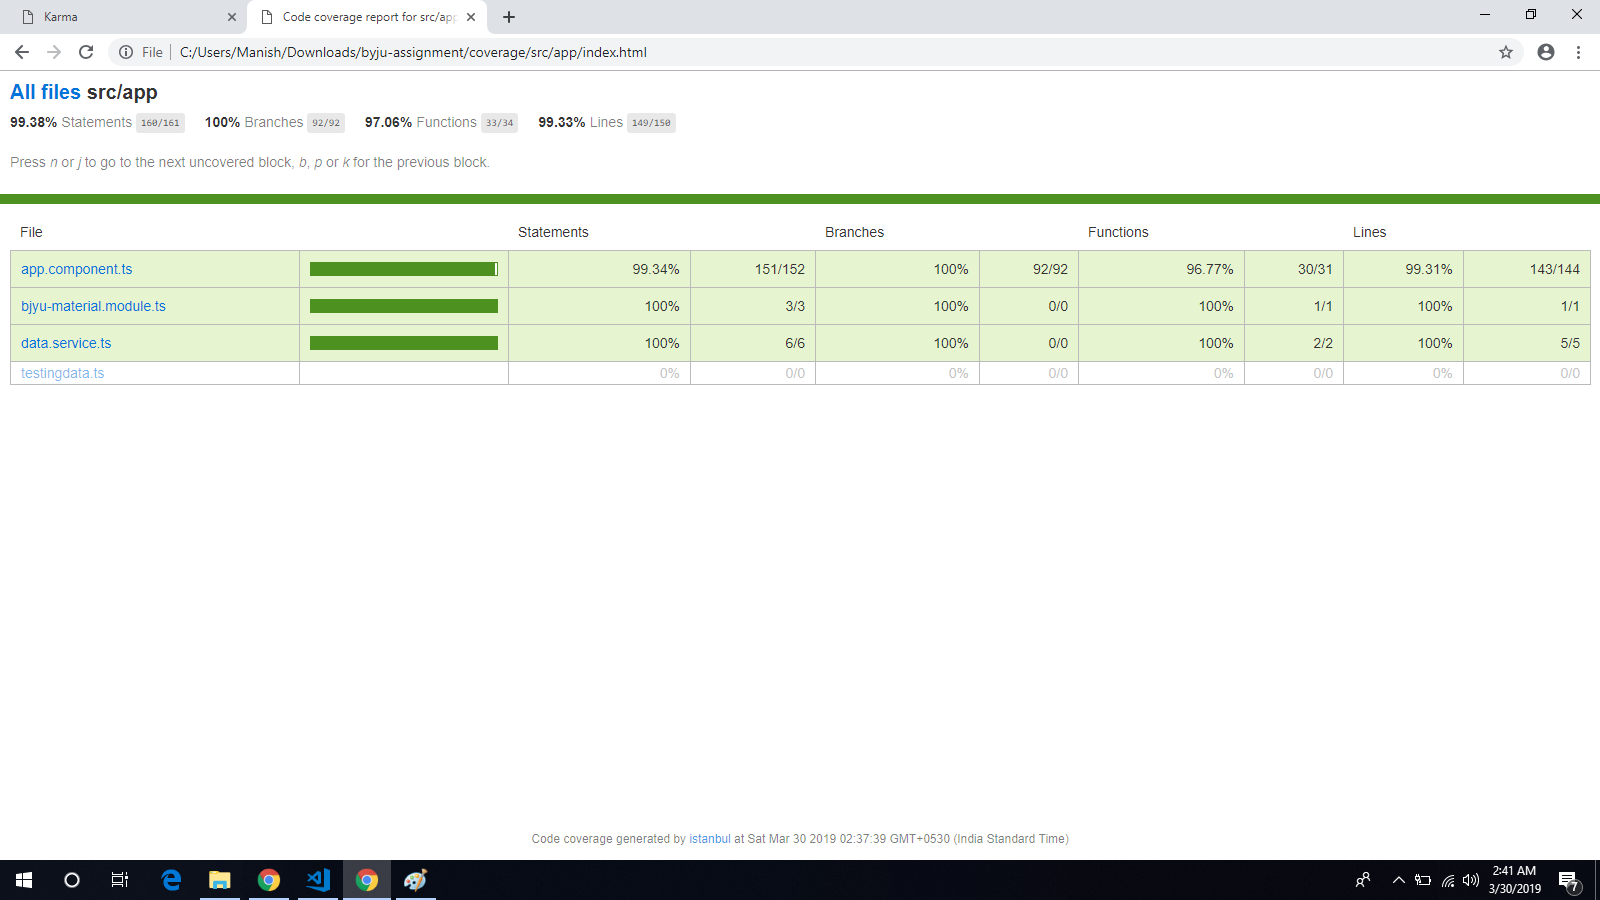 Karma
Code coverage report for src/app
File C:/Users/Manish/Downloads/byju-assignment/coverage/src/app/index.html
All files src/app
99.38% Statements 160/161 100% Branches 92/92 97.06% Functions 33/34 99.33% Lines 149/150
Press n or j to go to the next uncovered block, b, p or k for the previous block.
File Statements Branches Functions Lines
app.component.ts 99.34% 151/152 100% 92/92 96.77% 30/31 99.31% 143/144
bjyu-material.module.ts 100% 3/3 100% 0/0 100% 1/1 100% 1/1
data.service.ts 100% 6/6 100% 0/0 100% 2/2 100% 5/5
testingdata.ts 0% 0/0 0% 0/0 0% 0/0 0% 0/0
Code coverage generated by istanbul at Sat Mar 30 2019 02:37:39 GMT+0530 (India Standard Time)
2:41 AM
3/30/2019
7